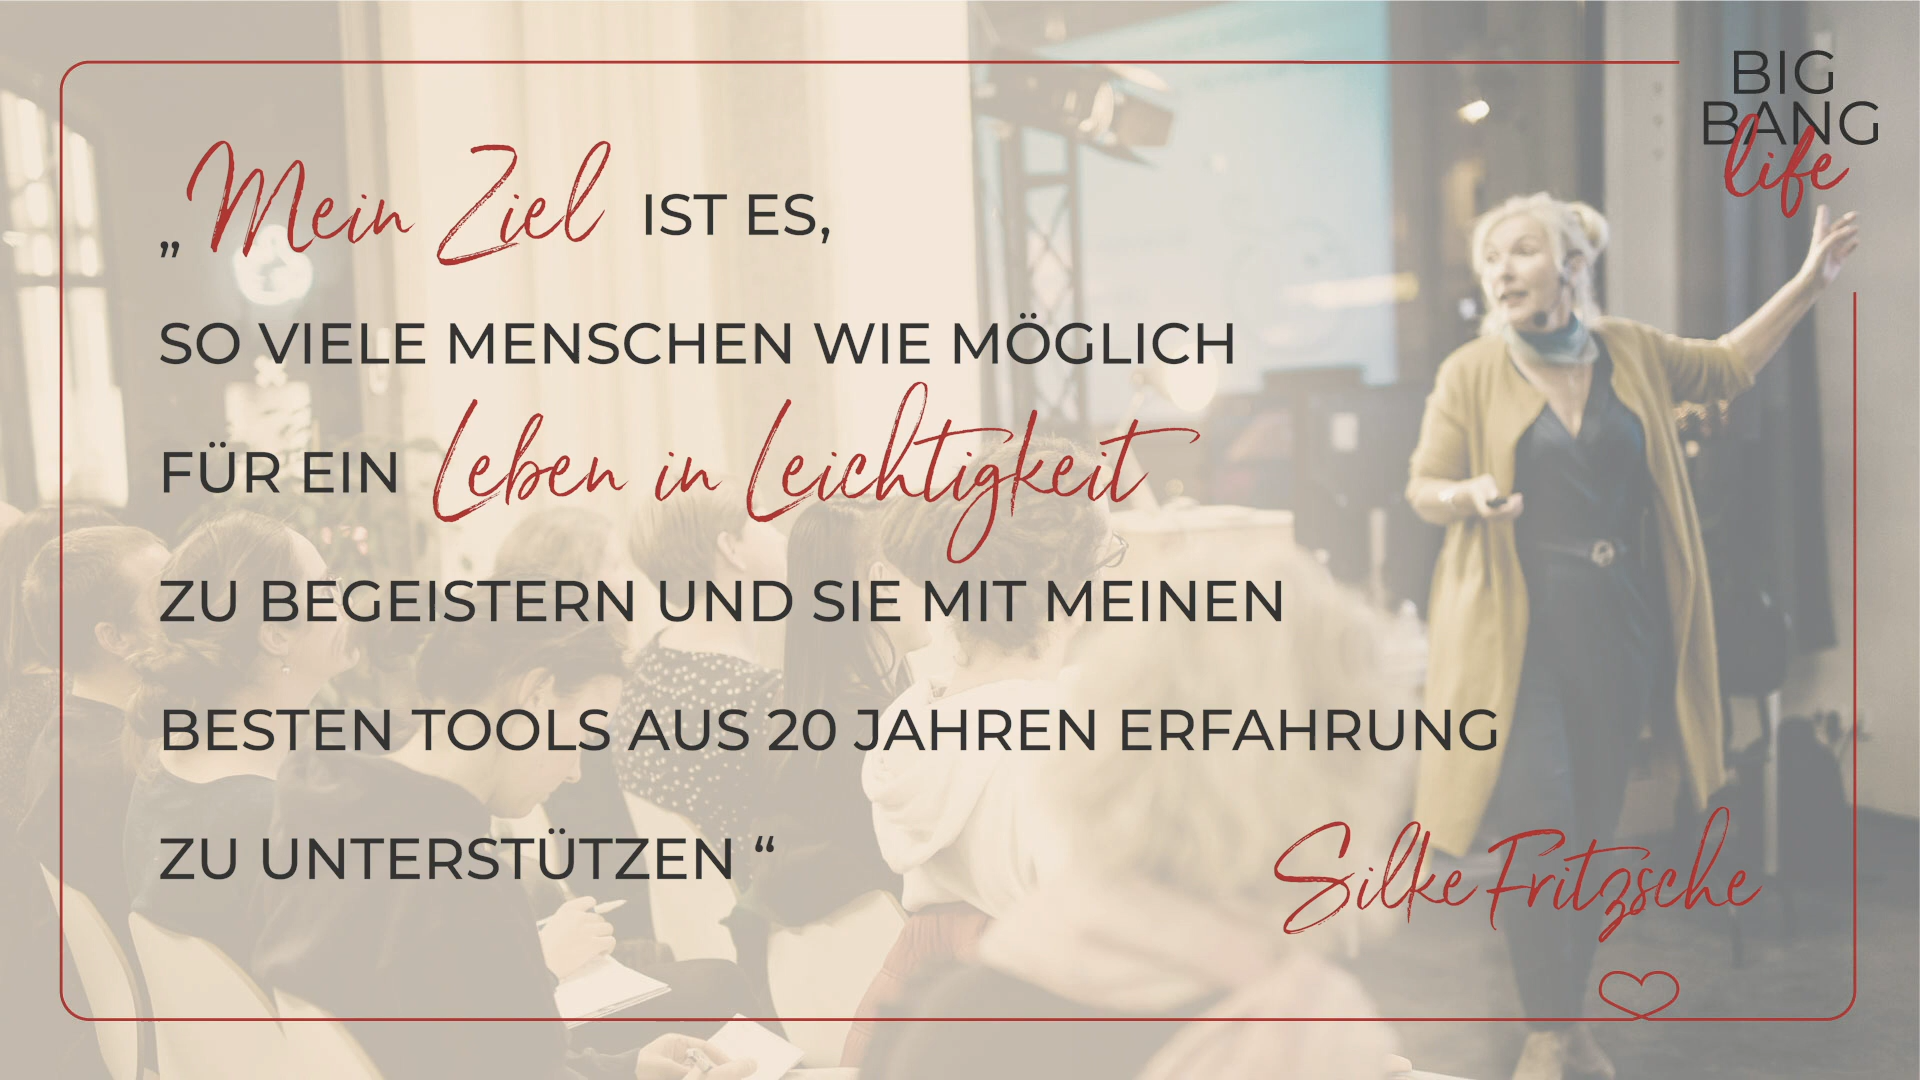 BIG
BANG
life
„ Mein Ziel IST ES,
SO VIELE MENSCHEN WIE MÖGLICH
FÜR EIN Leben in Leichtigkeit
ZU BEGEISTERN UND SIE MIT MEINEN
BESTEN TOOLS AUS 20 JAHREN ERFAHRUNG
ZU UNTERSTÜTZEN “
Silke Fritzsche